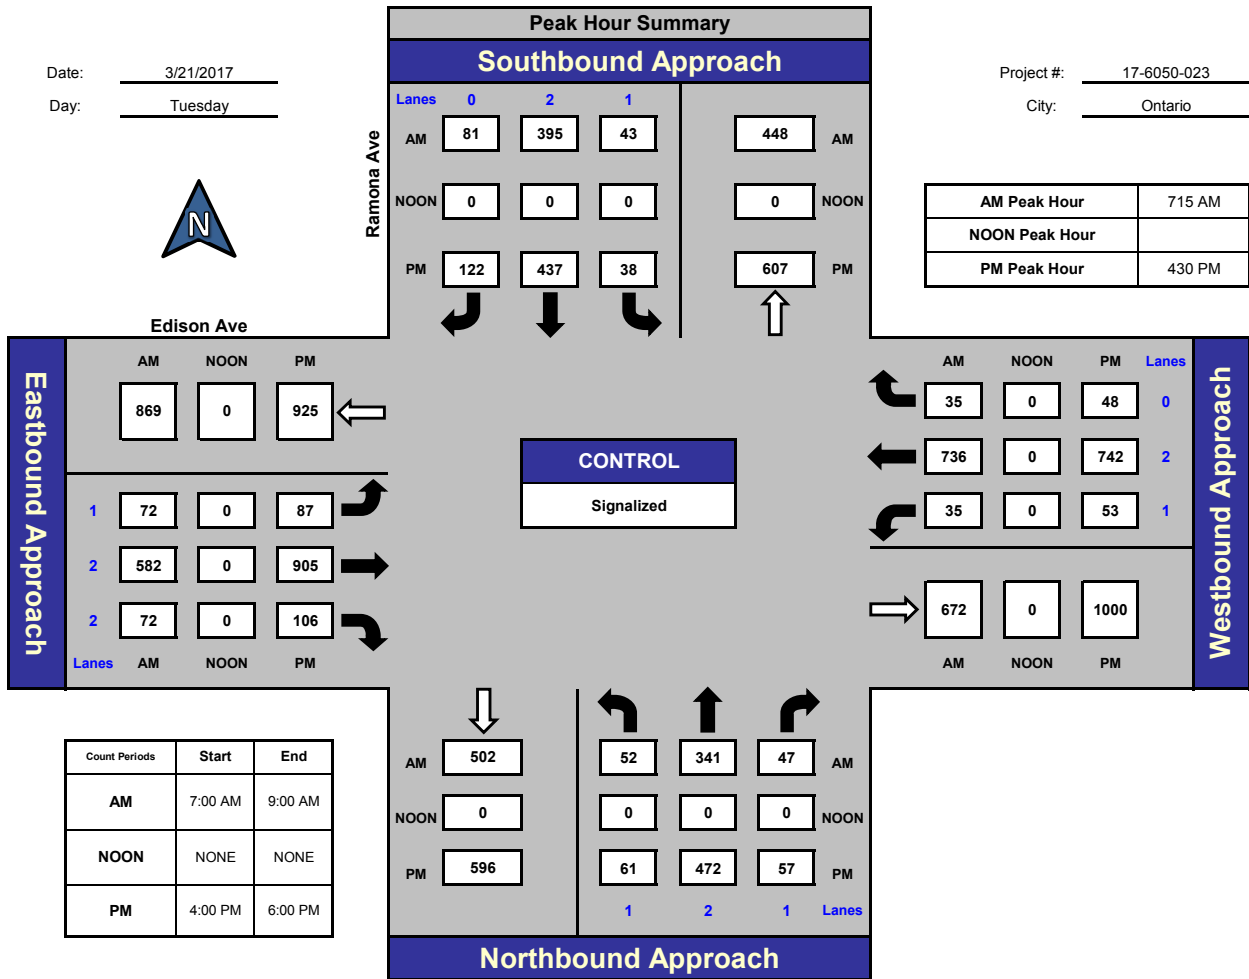 Peak Hour Summary
Southbound Approach
Date: 3/21/2017
Day: Tuesday
Project #: 17-6050-023
City: Ontario
Ramona Ave
Lanes 0 2 1
AM 81 395 43 448 AM
NOON 0 0 0 0 NOON
PM 122 437 38 607 PM
N
AM Peak Hour 715 AM
NOON Peak Hour
PM Peak Hour 430 PM
Edison Ave
Eastbound Approach
AM NOON PM
869 0 925
1 72 0 87
2 582 0 905
2 72 0 106
Lanes AM NOON PM
CONTROL
Signalized
AM NOON PM Lanes
35 0 48 0
736 0 742 2
35 0 53 1
672 0 1000
AM NOON PM
Westbound Approach
Count Periods Start End
AM 7:00 AM 9:00 AM
NOON NONE NONE
PM 4:00 PM 6:00 PM
AM 502 52 341 47 AM
NOON 0 0 0 0 NOON
PM 596 61 472 57 PM
1 2 1 Lanes
Northbound Approach